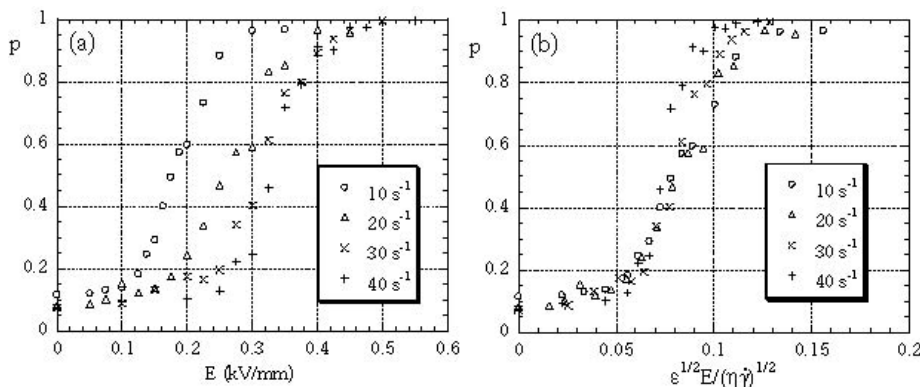 p
(a)
1
0.8
0.6
0.4
0.2
0
10 s⁻¹
20 s⁻¹
30 s⁻¹
40 s⁻¹
0 0.1 0.2 0.3 0.4 0.5 0.6
E (kV/mm)
p
(b)
1
0.8
0.6
0.4
0.2
0
10 s⁻¹
20 s⁻¹
30 s⁻¹
40 s⁻¹
0 0.05 0.1 0.15 0.2
ε^1/2E/(ηγ̇)^1/2